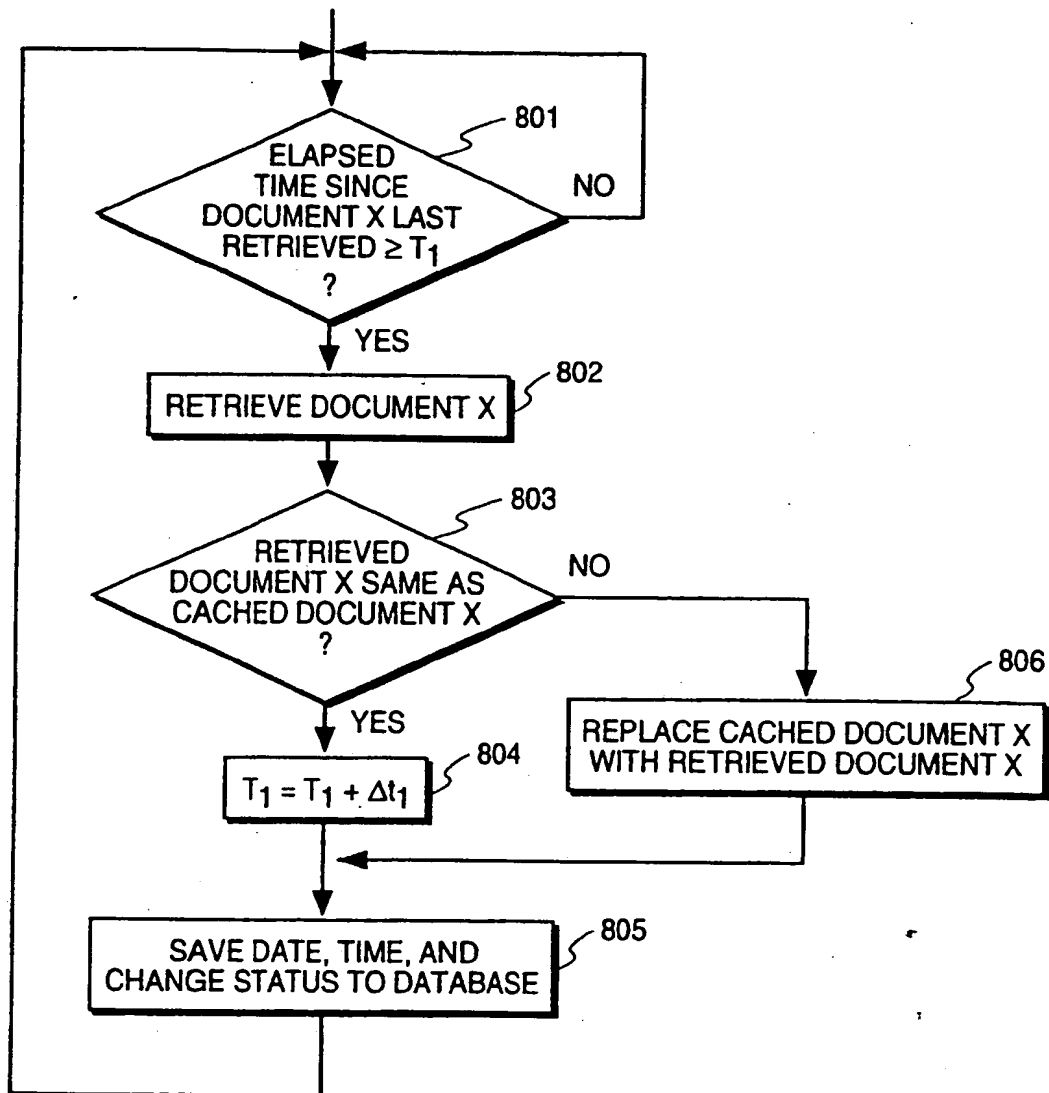 801
ELAPSED
TIME SINCE
DOCUMENT X LAST
RETRIEVED ≥ T₁
?
NO
YES
802
RETRIEVE DOCUMENT X
803
RETRIEVED
DOCUMENT X SAME AS
CACHED DOCUMENT X
?
NO
YES
806
REPLACE CACHED DOCUMENT X
WITH RETRIEVED DOCUMENT X
804
T₁ = T₁ + Δt₁
805
SAVE DATE, TIME, AND
CHANGE STATUS TO DATABASE